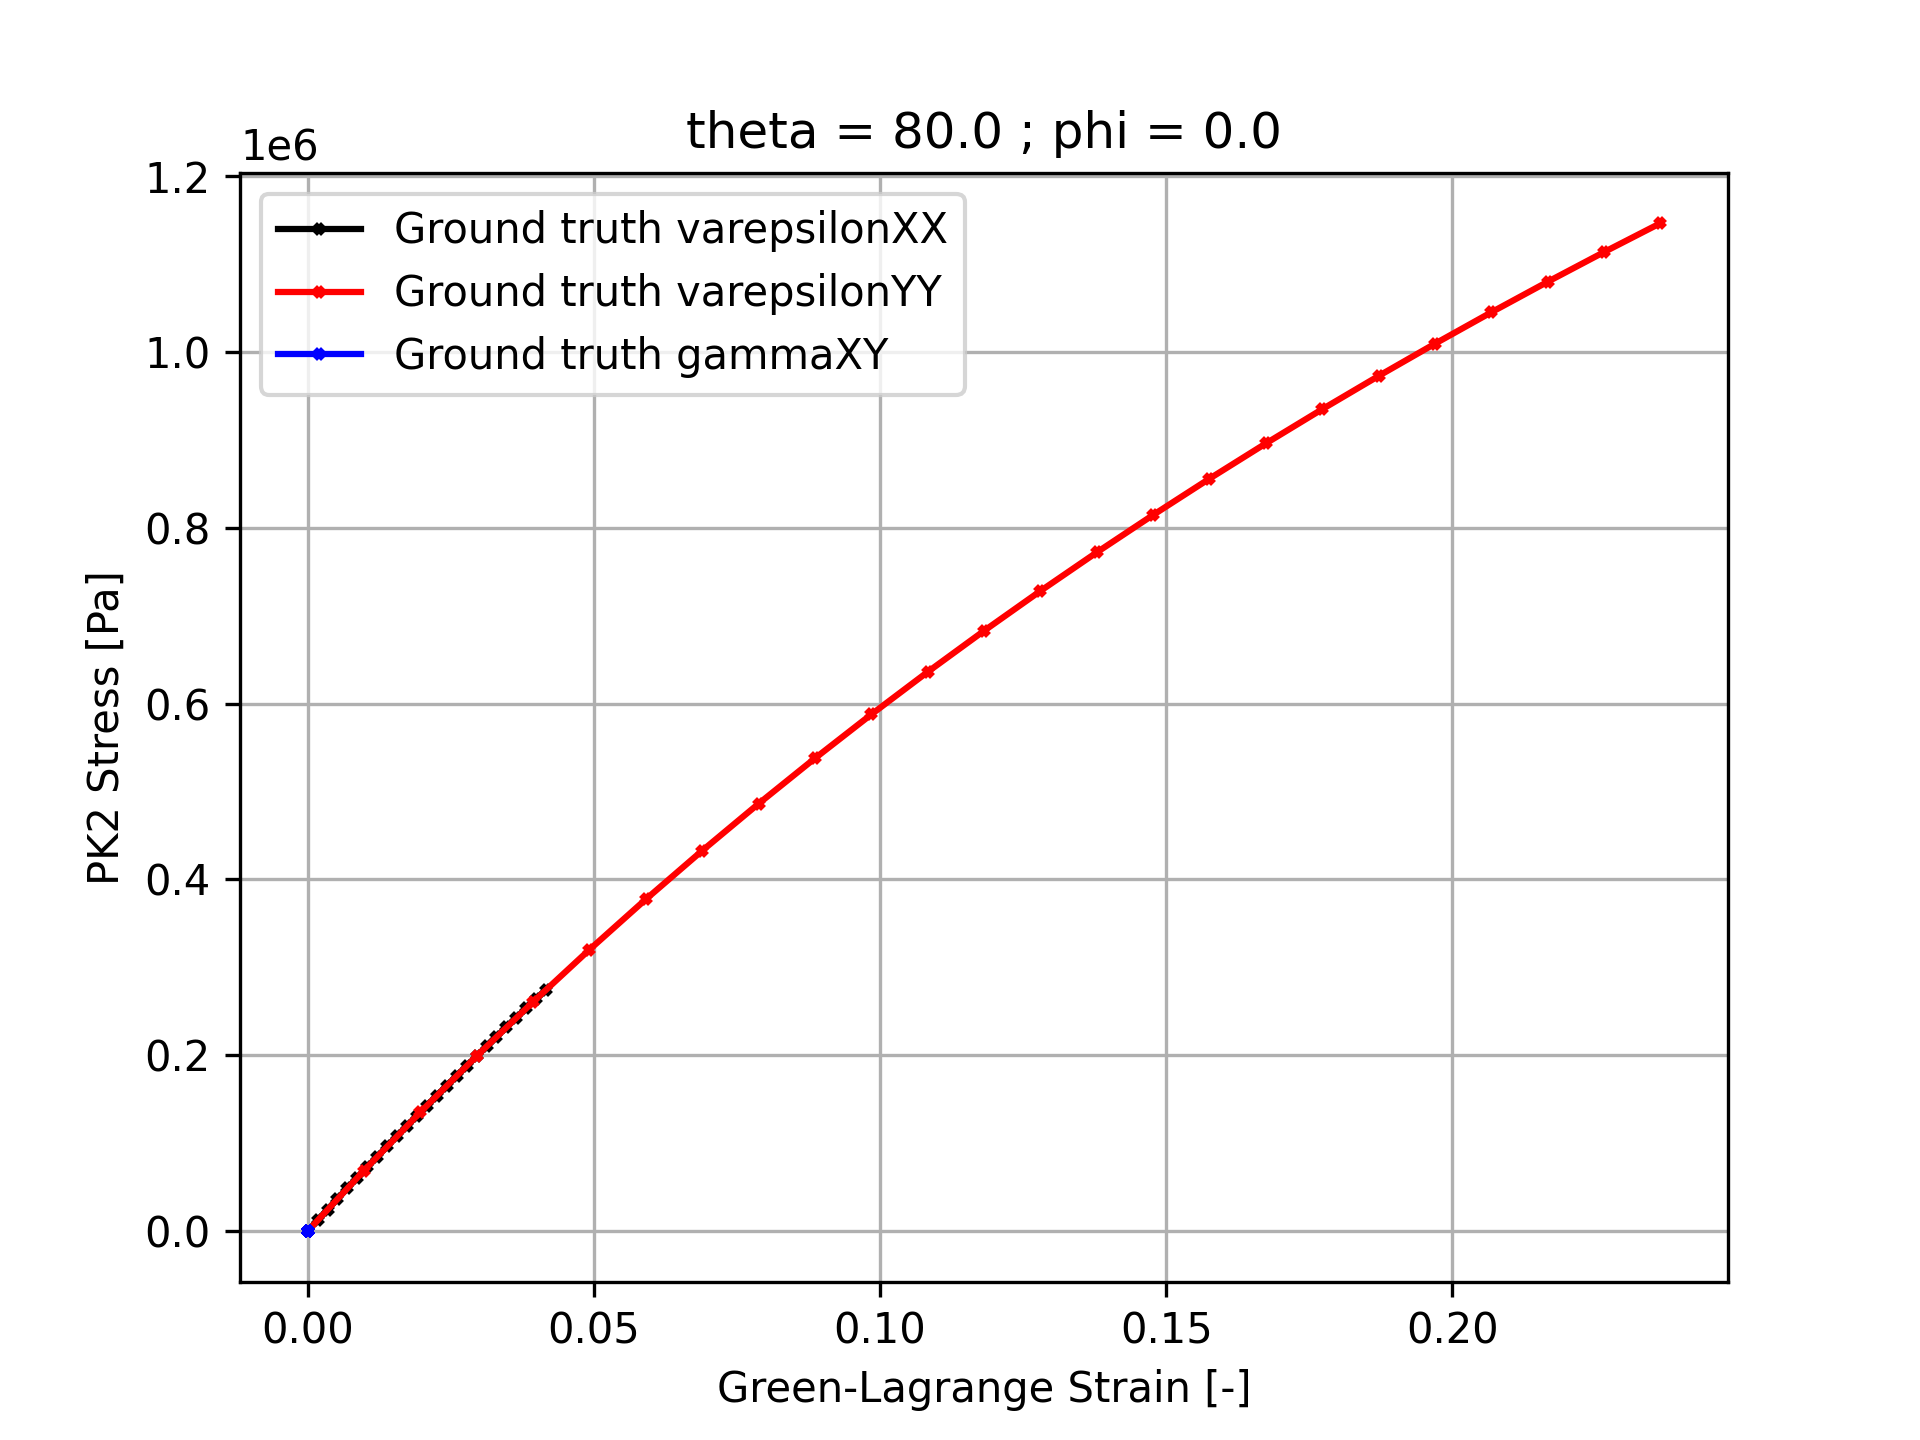 theta = 80.0 ; phi = 0.0
1e6
1.2
1.0
0.8
0.6
0.4
0.2
0.0
PK2 Stress [Pa]
Ground truth varepsilonXX
Ground truth varepsilonYY
Ground truth gammaXY
0.00 0.05 0.10 0.15 0.20
Green-Lagrange Strain [-]